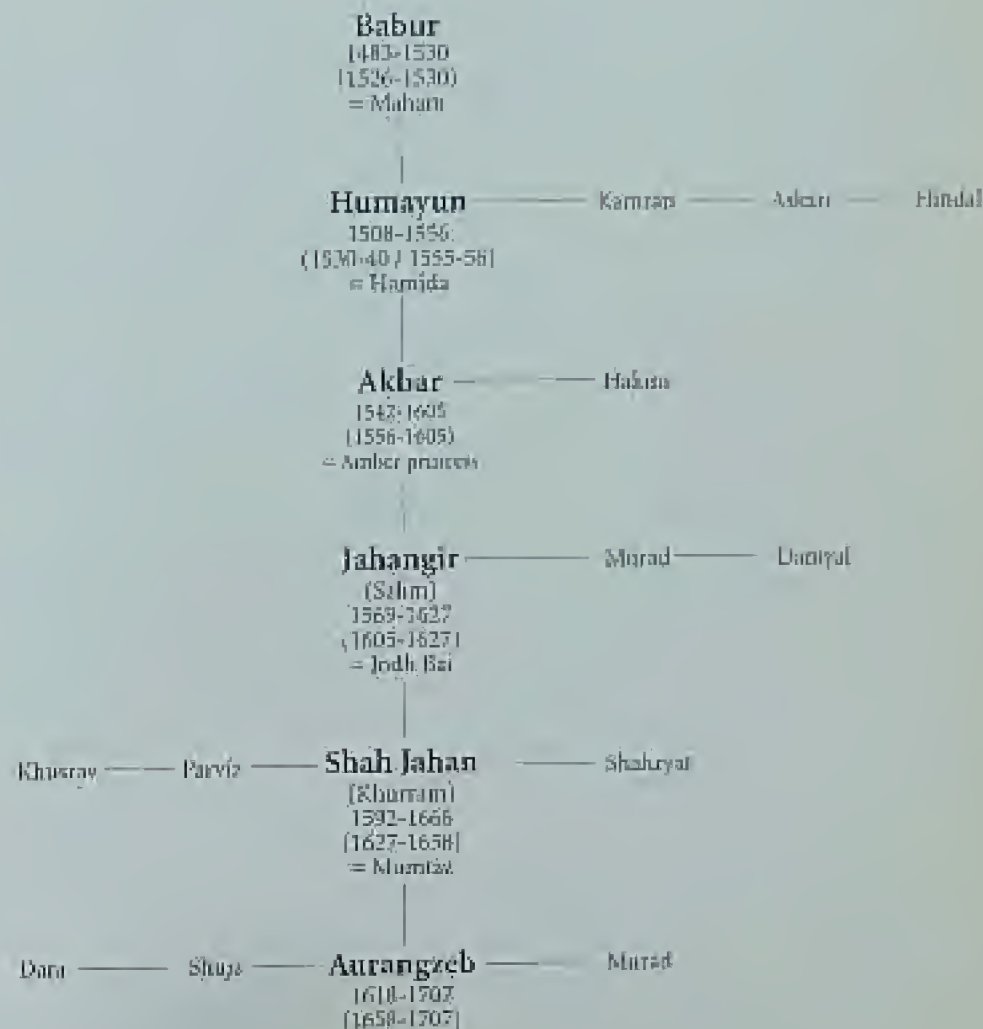 Babur
1483-1530
(1526-1530)
= Maham
Humayun Kamran Askari Hindal
1508-1556
(1530-40 / 1555-56)
= Hamida
Akbar Hakim
1542-1605
(1556-1605)
= Amber princess
Jahangir Murad Daniyal
(Salim)
1569-1627
(1605-1627)
= Jodh Bai
Khusrav Parviz Shah Jahan Shahryar
(Khurram)
1592-1666
(1627-1658)
= Mumtaz
Dara Shuja Aurangzeb Murad
1618-1707
(1658-1707)